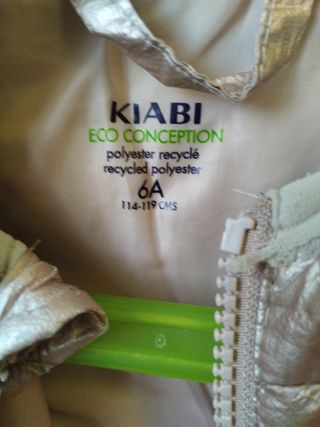 KIABI
ECO CONCEPTION
polyester recyclé
recycled polyester
6A
114-119 CMS